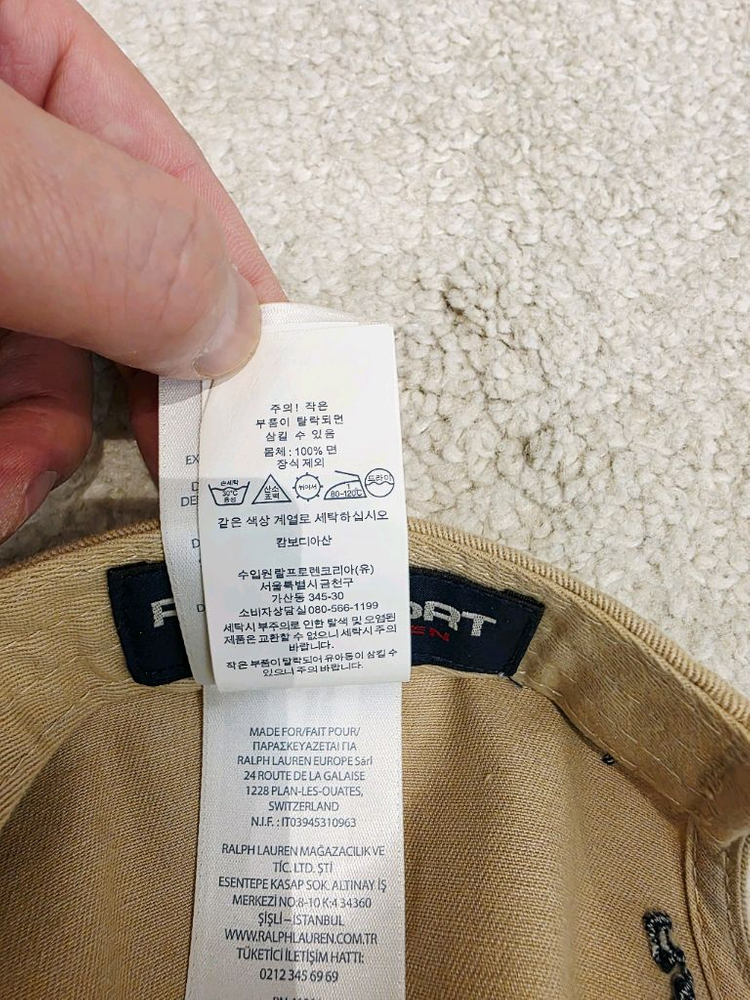 주의! 작은
부품이 탈락되면
삼킬 수 있음
몸체 : 100% 면
장식 제외
손세탁
30°C
중성
산소
표백
뉘어서
1
80-120℃
드라이
같은 색상 계열로 세탁하십시오
캄보디아산
수입원 랄프로렌코리아(유)
서울특별시 금천구
가산동 345-30
소비자상담실 080-566-1199
세탁시 부주의로 인한 탈색 및 오염된
제품은 교환할 수 없으니 세탁시 주의
바랍니다.
작은 부품이 탈락되어 유아동이 삼킬 수
있으니 주의 바랍니다.
MADE FOR/FAIT POUR/
ΠΑΡΑΣΚΕΥΑΖΕΤΑΙ ΓΙΑ
RALPH LAUREN EUROPE Sàrl
24 ROUTE DE LA GALAISE
1228 PLAN-LES-OUATES,
SWITZERLAND
N.I.F. : IT03945310963
RALPH LAUREN MAĞAZACILIK VE
TİC. LTD. ŞTİ
ESENTEPE KASAP SOK. ALTINAY İŞ
MERKEZİ NO:8-10 K:4 34360
ŞİŞLİ – İSTANBUL
WWW.RALPHLAUREN.COM.TR
TÜKETİCİ İLETİŞİM HATTI:
0212 345 69 69